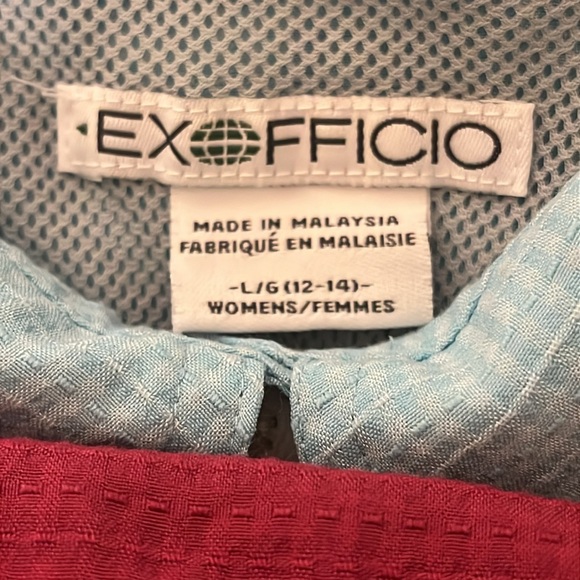 EXOFFICIO
MADE IN MALAYSIA
FABRIQUÉ EN MALAISIE
-L/G (12-14)-
WOMENS/FEMMES